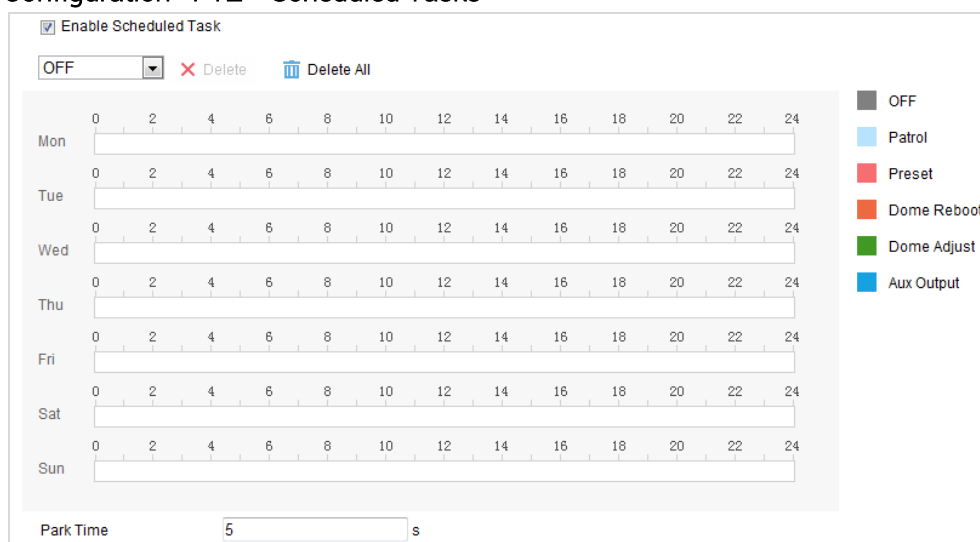 Configuration > PTZ > Scheduled Tasks
Enable Scheduled Task
OFF Delete Delete All
0 2 4 6 8 10 12 14 16 18 20 22 24
Mon
0 2 4 6 8 10 12 14 16 18 20 22 24
Tue
0 2 4 6 8 10 12 14 16 18 20 22 24
Wed
0 2 4 6 8 10 12 14 16 18 20 22 24
Thu
0 2 4 6 8 10 12 14 16 18 20 22 24
Fri
0 2 4 6 8 10 12 14 16 18 20 22 24
Sat
0 2 4 6 8 10 12 14 16 18 20 22 24
Sun
OFF
Patrol
Preset
Dome Reboot
Dome Adjust
Aux Output
Park Time 5 s